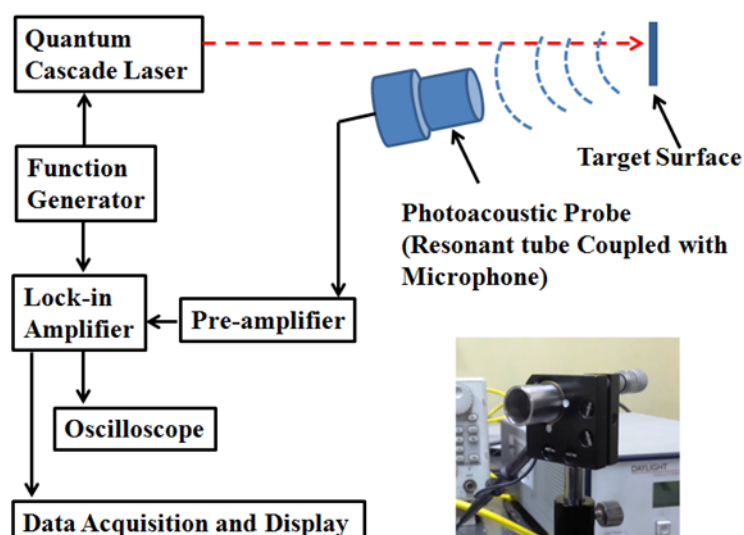 Quantum
Cascade Laser
Target Surface
Function
Generator
Photoacoustic Probe
(Resonant tube Coupled with
Microphone)
Lock-in
Amplifier
Pre-amplifier
Oscilloscope
DAYLIGHT
Data Acquisition and Display